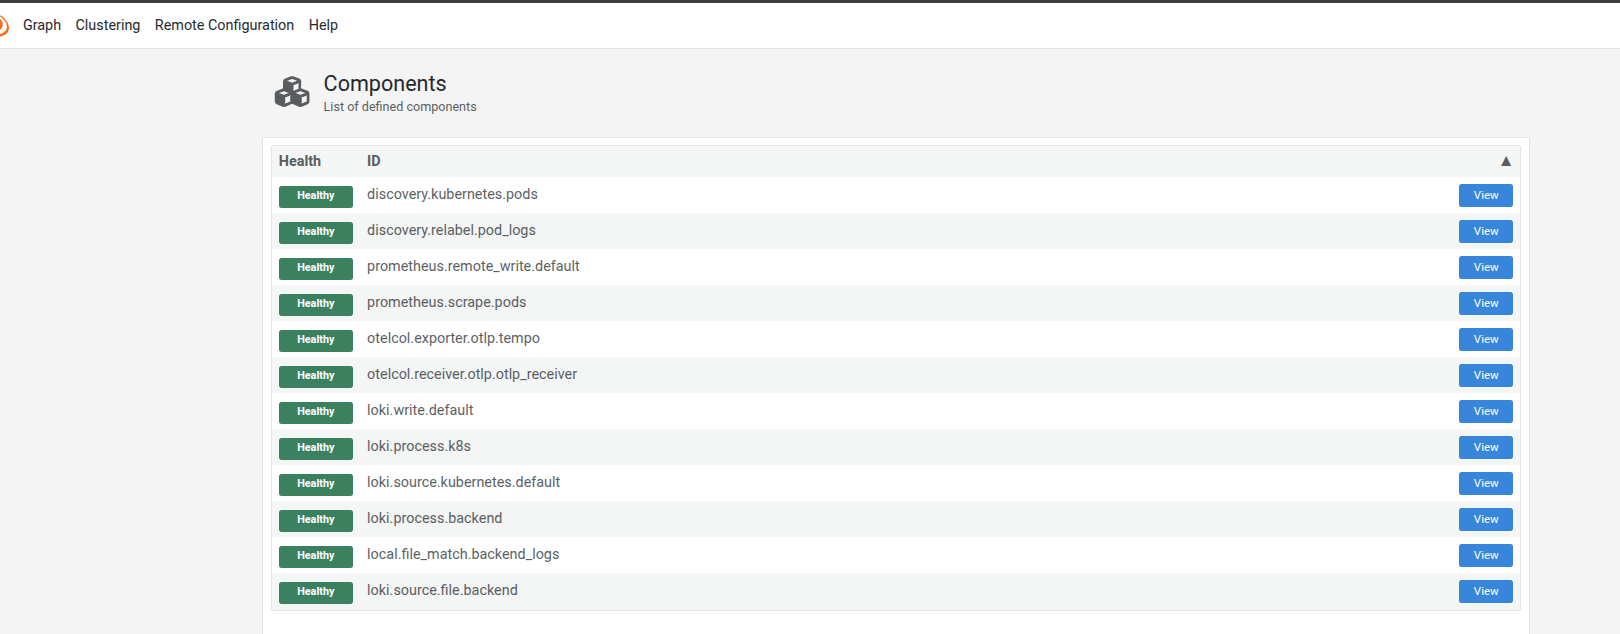 Graph Clustering Remote Configuration Help
Components
List of defined components
Health ID ▲
Healthy discovery.kubernetes.pods View
Healthy discovery.relabel.pod_logs View
Healthy prometheus.remote_write.default View
Healthy prometheus.scrape.pods View
Healthy otelcol.exporter.otlp.tempo View
Healthy otelcol.receiver.otlp.otlp_receiver View
Healthy loki.write.default View
Healthy loki.process.k8s View
Healthy loki.source.kubernetes.default View
Healthy loki.process.backend View
Healthy local.file_match.backend_logs View
Healthy loki.source.file.backend View